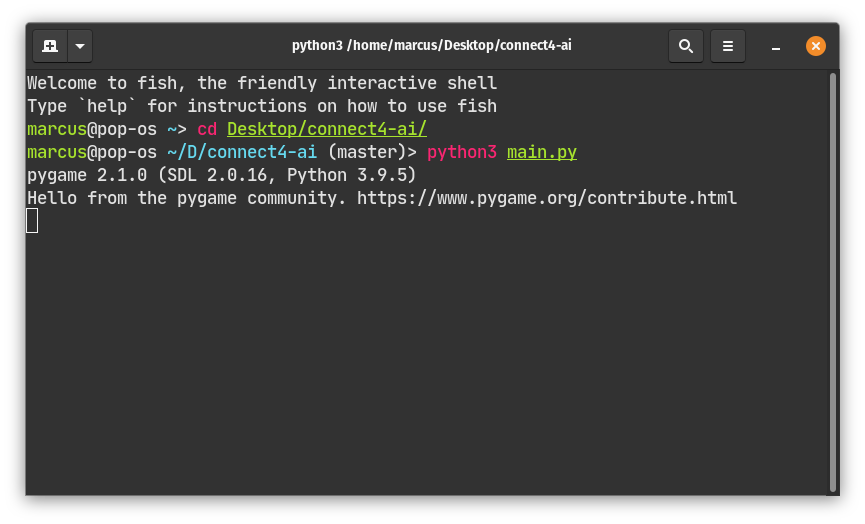 python3 /home/marcus/Desktop/connect4-ai
Welcome to fish, the friendly interactive shell
Type `help` for instructions on how to use fish
marcus@pop-os ~> cd Desktop/connect4-ai/
marcus@pop-os ~/D/connect4-ai (master)> python3 main.py
pygame 2.1.0 (SDL 2.0.16, Python 3.9.5)
Hello from the pygame community. https://www.pygame.org/contribute.html